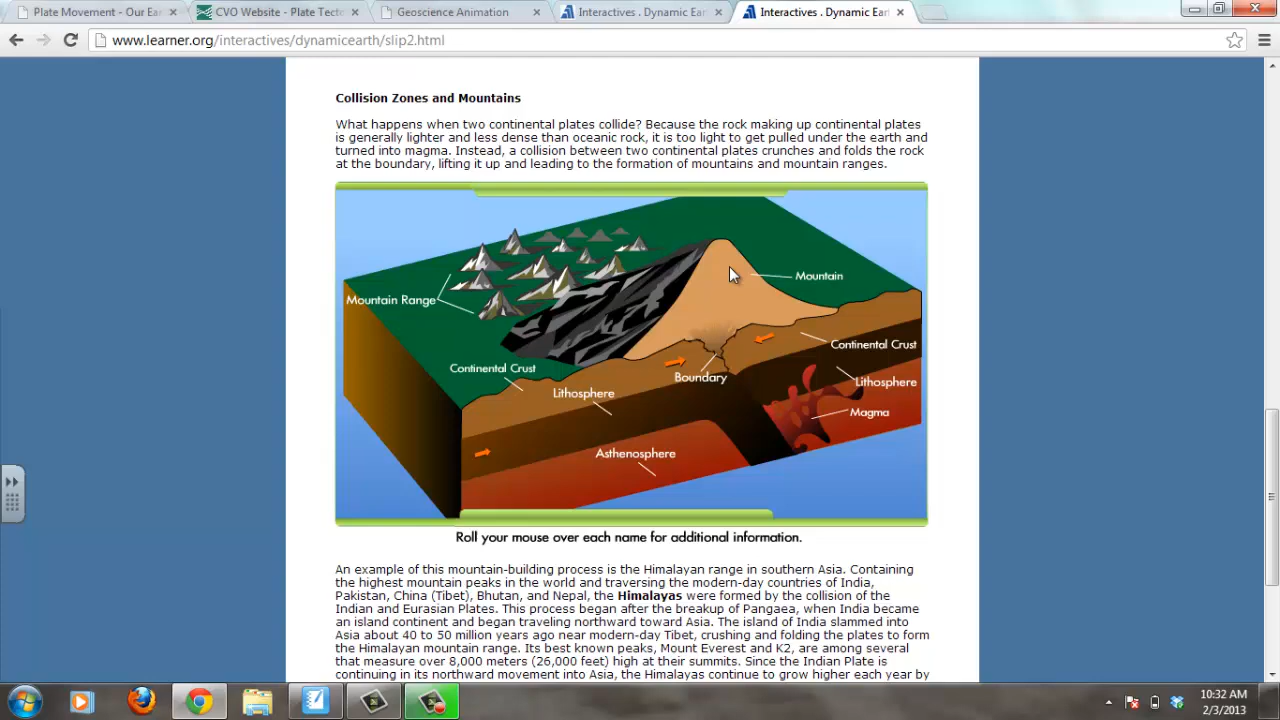 Plate Movement - Our Ea
CVO Website - Plate Tecto
Geoscience Animation
Interactives . Dynamic Ear
Interactives . Dynamic Ear
www.learner.org/interactives/dynamicearth/slip2.html
Collision Zones and Mountains
What happens when two continental plates collide? Because the rock making up continental plates
is generally lighter and less dense than oceanic rock, it is too light to get pulled under the earth and
turned into magma. Instead, a collision between two continental plates crunches and folds the rock
at the boundary, lifting it up and leading to the formation of mountains and mountain ranges.
Mountain
Mountain Range
Continental Crust
Continental Crust
Boundary
Lithosphere
Lithosphere
Magma
Asthenosphere
Roll your mouse over each name for additional information.
An example of this mountain-building process is the Himalayan range in southern Asia. Containing
the highest mountain peaks in the world and traversing the modern-day countries of India,
Pakistan, China (Tibet), Bhutan, and Nepal, the Himalayas were formed by the collision of the
Indian and Eurasian Plates. This process began after the breakup of Pangaea, when India became
an island continent and began traveling northward toward Asia. The island of India slammed into
Asia about 40 to 50 million years ago near modern-day Tibet, crushing and folding the plates to form
the Himalayan mountain range. Its best known peaks, Mount Everest and K2, are among several
that measure over 8,000 meters (26,000 feet) high at their summits. Since the Indian Plate is
continuing in its northward movement into Asia, the Himalayas continue to grow higher each year by
10:32 AM
2/3/2013